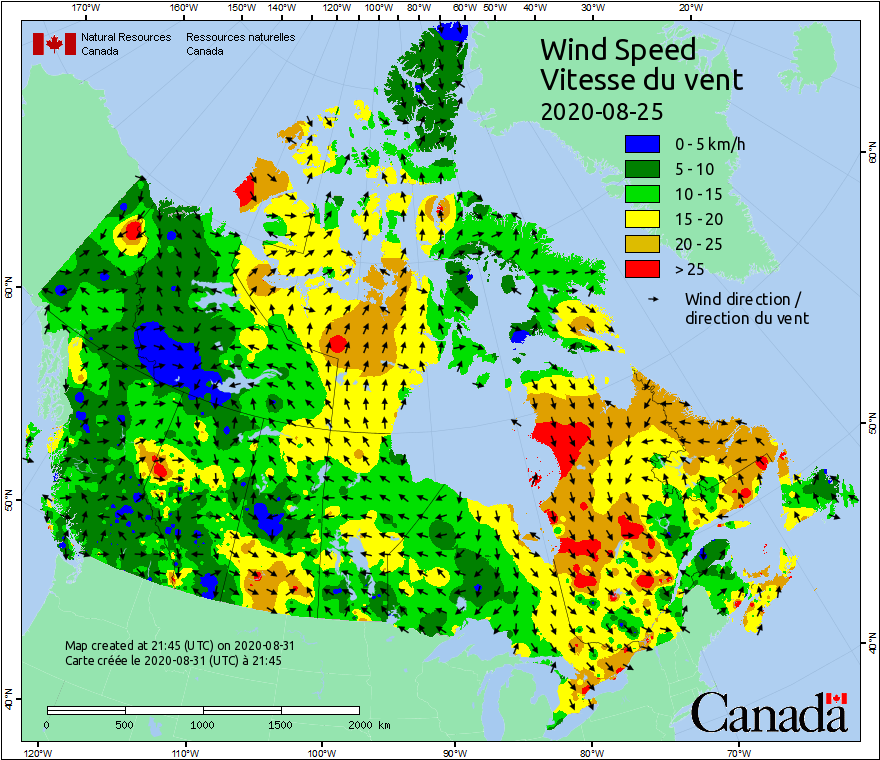 170°W 160°W 150°W 140°W 120°W 100°W 80°W 60°W 50°W 40°W 30°W 20°W
Natural Resources Canada
Ressources naturelles Canada
Wind Speed
Vitesse du vent
2020-08-25
0 - 5 km/h
5 - 10
10 - 15
15 - 20
20 - 25
> 25
Wind direction /
direction du vent
60°N
60°N
50°N
50°N
40°N
40°N
Map created at 21:45 (UTC) on 2020-08-31
Carte créée le 2020-08-31 (UTC) à 21:45
0 500 1000 1500 2000 km
Canada
120°W 110°W 100°W 90°W 80°W 70°W